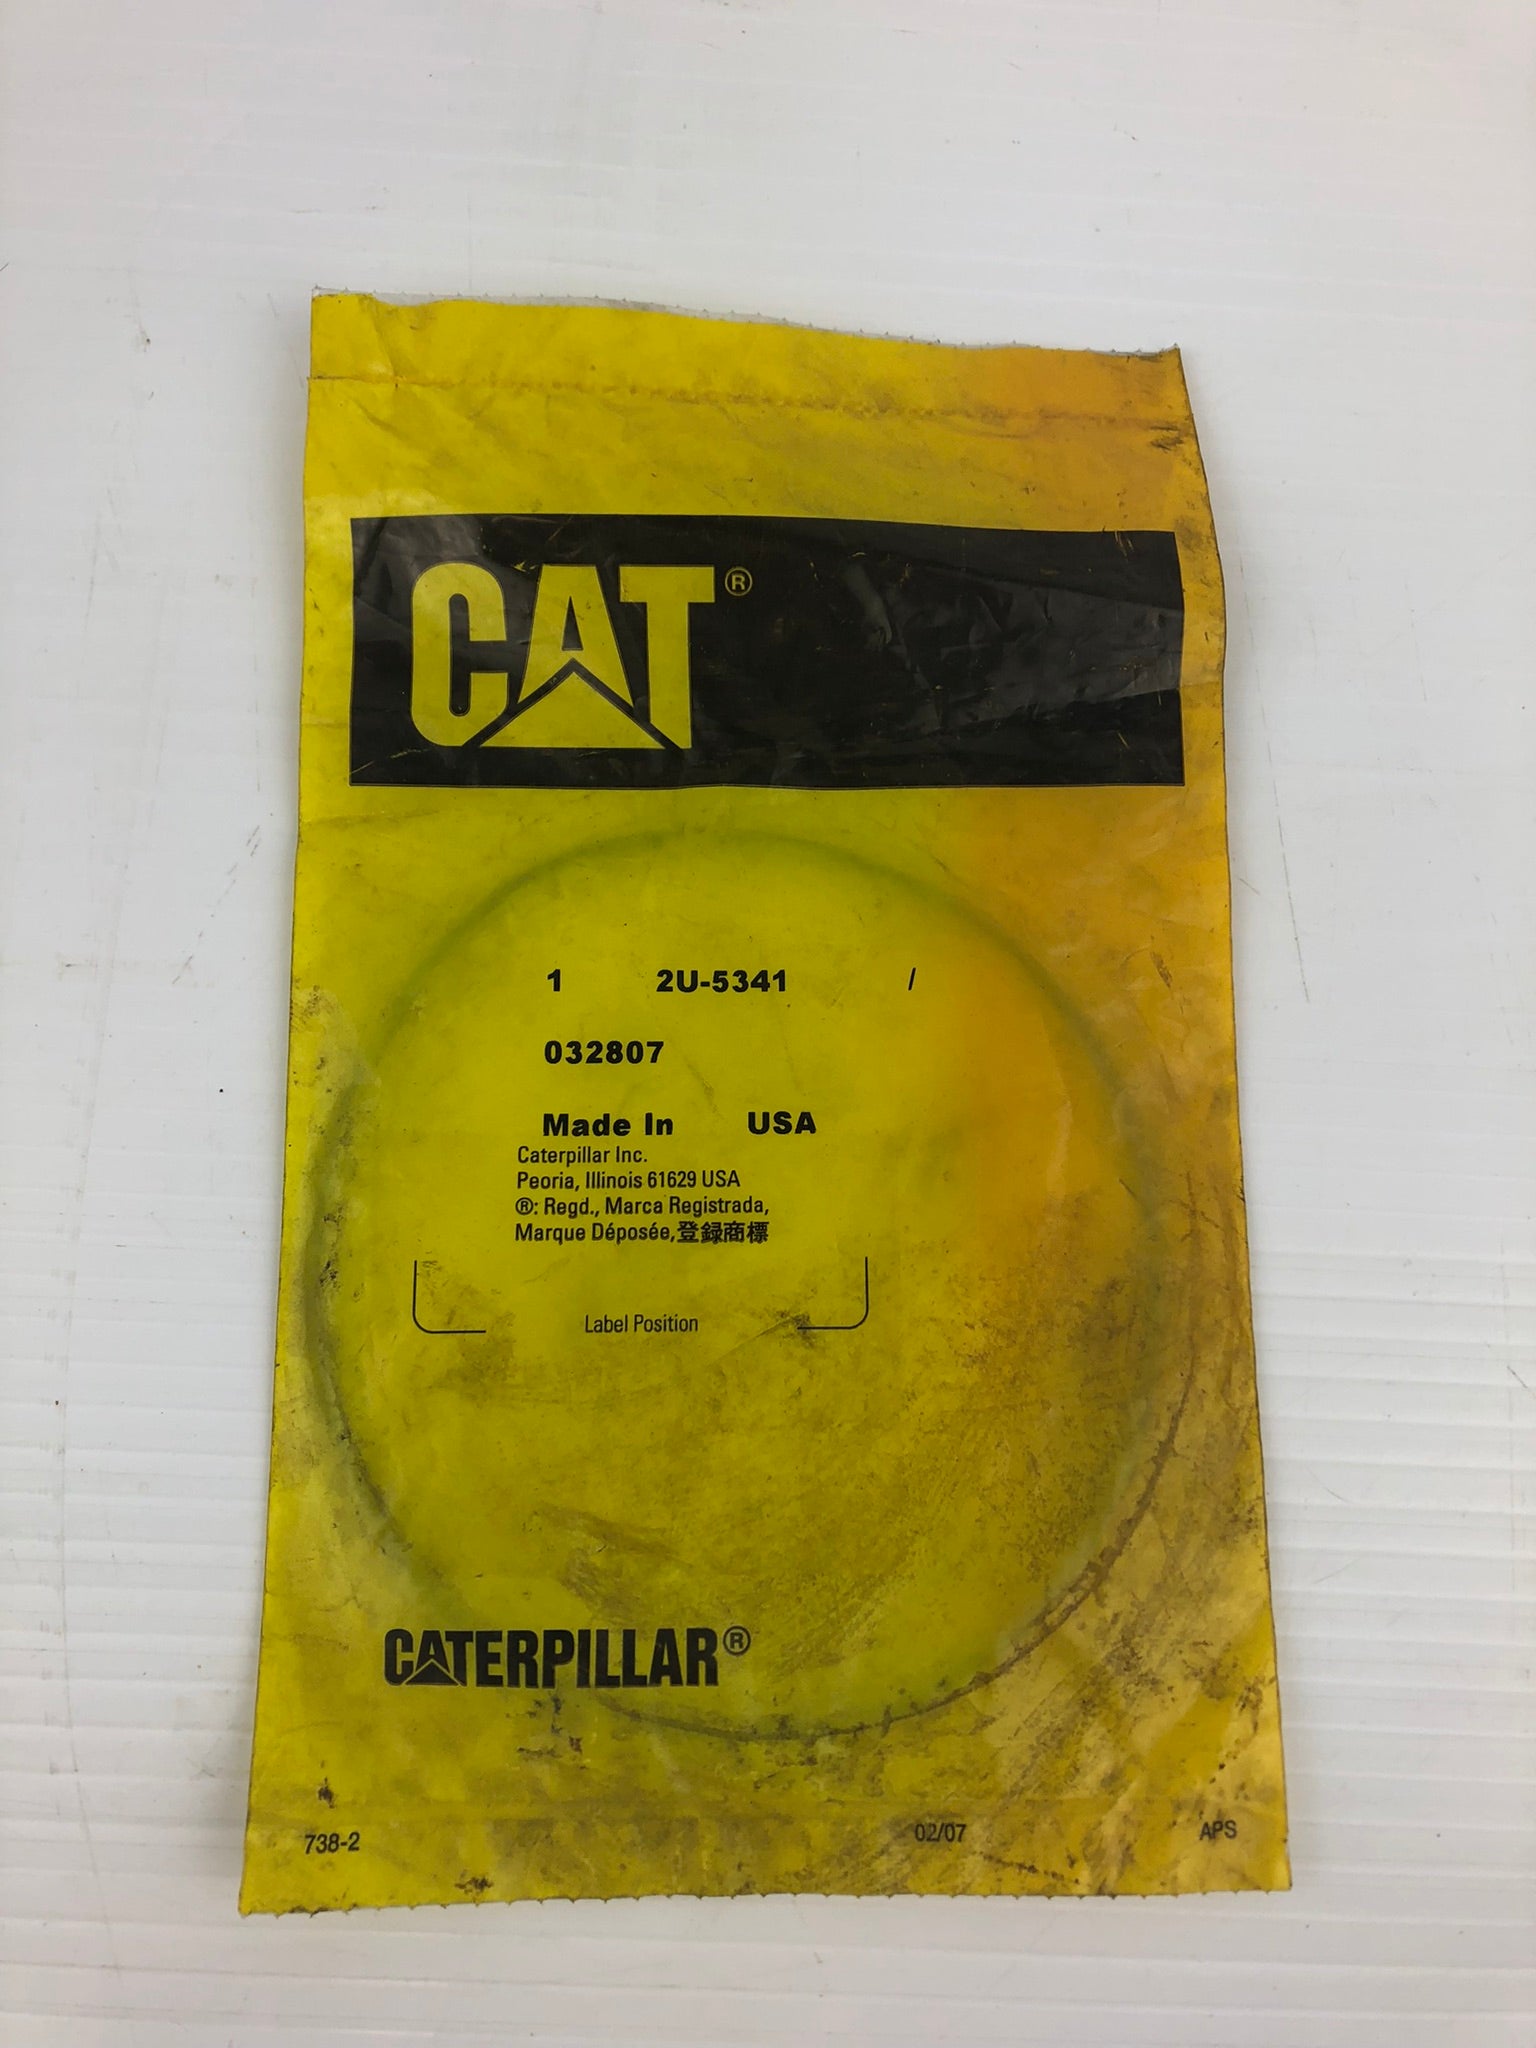 CAT®
1 2U-5341 /
032807
Made In USA
Caterpillar Inc.
Peoria, Illinois 61629 USA
®: Regd., Marca Registrada,
Marque Déposée,登録商標
Label Position
CATERPILLAR®
738-2 02/07 APS